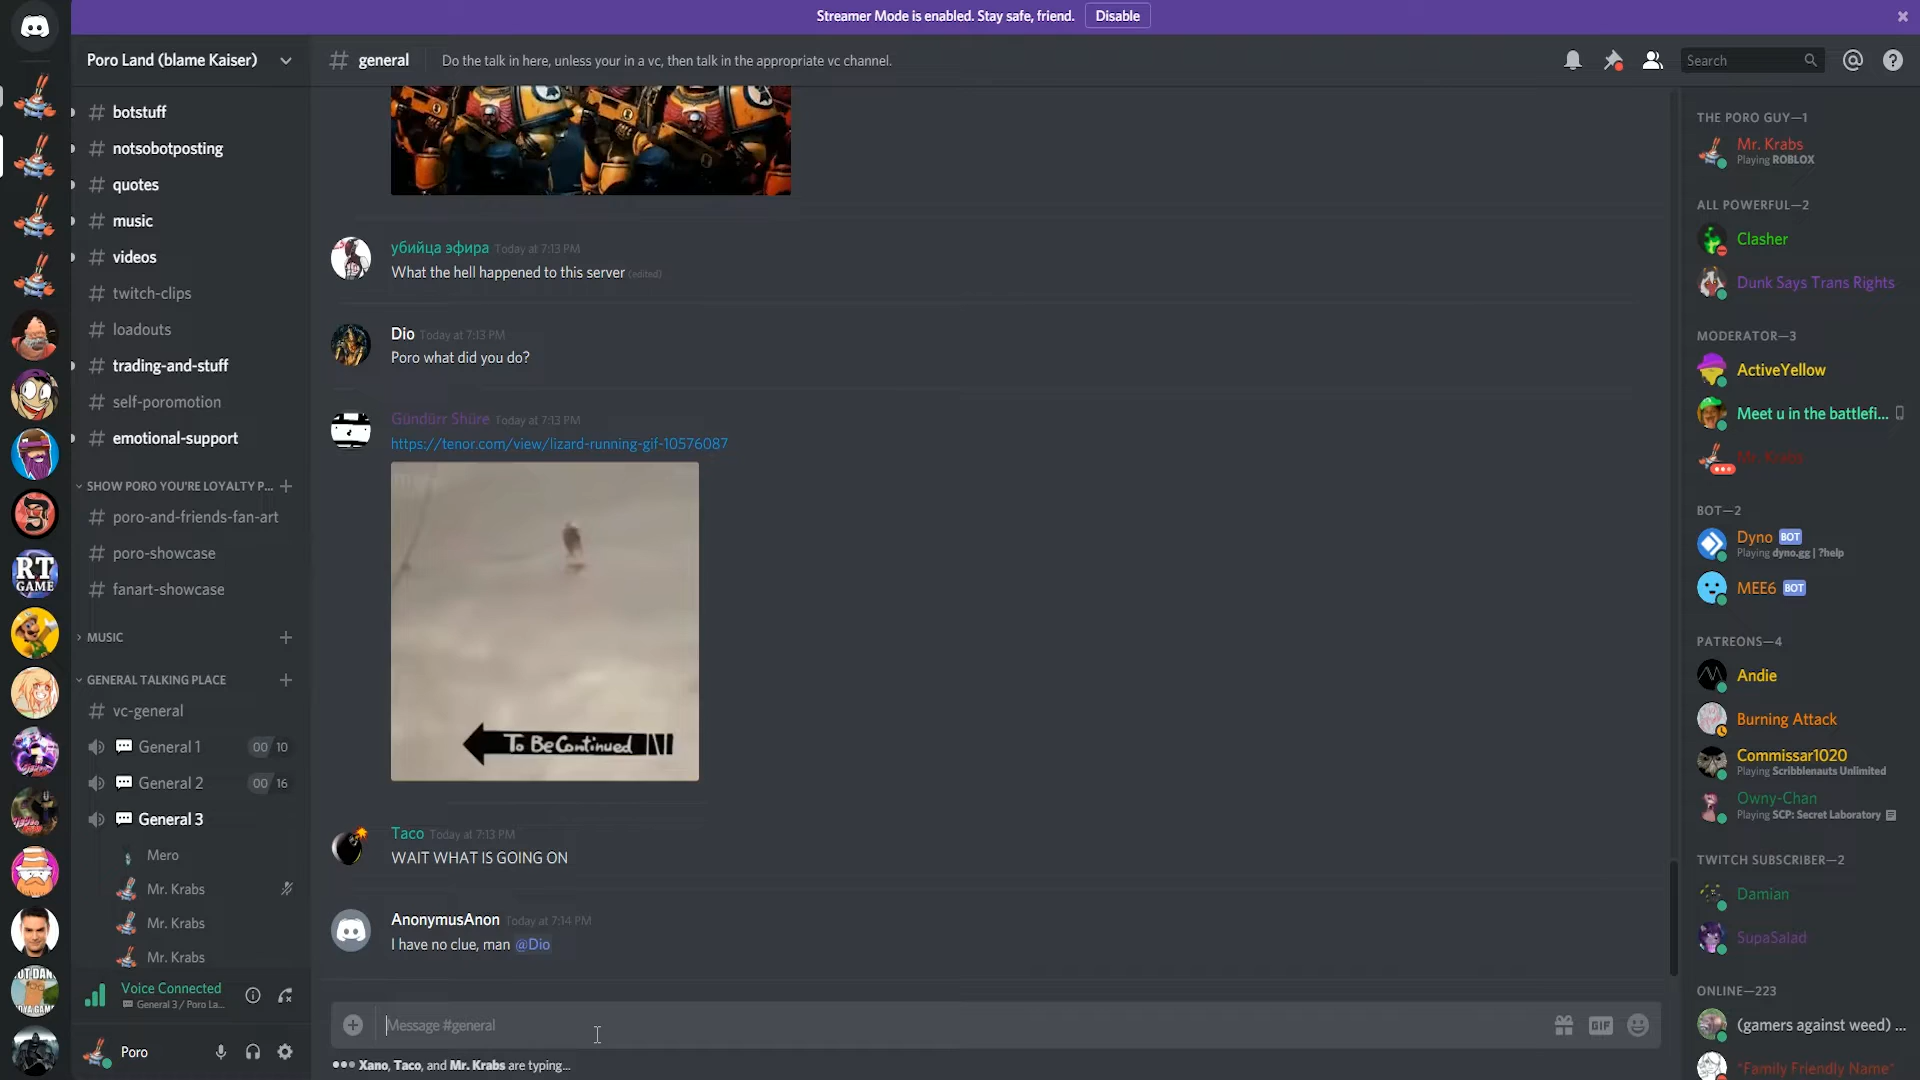 Streamer Mode is enabled. Stay safe, friend. Disable
Poro Land (blame Kaiser)
general
Do the talk in here, unless your in a vc, then talk in the appropriate vc channel.
Search
botstuff
notsobotposting
quotes
music
videos
twitch-clips
loadouts
trading-and-stuff
self-poromotion
emotional-support
SHOW PORO YOU'RE LOYALTY P...
poro-and-friends-fan-art
poro-showcase
fanart-showcase
MUSIC
GENERAL TALKING PLACE
vc-general
General 1 00 10
General 2 00 16
General 3
Mero
Mr. Krabs
Mr. Krabs
Mr. Krabs
Voice Connected
General 3 / Poro La...
Poro
RT
GAME
убийца эфира Today at 7:13 PM
What the hell happened to this server (edited)
Dio Today at 7:13 PM
Poro what did you do?
Gündürr Shüre Today at 7:13 PM
https://tenor.com/view/lizard-running-gif-10576087
To Be Continued
Taco Today at 7:13 PM
WAIT WHAT IS GOING ON
AnonymusAnon Today at 7:14 PM
I have no clue, man @Dio
Message #general
GIF
Xano, Taco, and Mr. Krabs are typing...
THE PORO GUY—1
Mr. Krabs
Playing ROBLOX
ALL POWERFUL—2
Clasher
Dunk Says Trans Rights
MODERATOR—3
ActiveYellow
Meet u in the battlefi...
Mr. Krabs
BOT—2
Dyno BOT
Playing dyno.gg | ?help
MEE6 BOT
PATREONS—4
Andie
Burning Attack
Commissar1020
Playing Scribblenauts Unlimited
Owny-Chan
Playing SCP: Secret Laboratory
TWITCH SUBSCRIBER—2
Damian
SupaSalad
ONLINE—223
(gamers against weed) ...
*Family Friendly Name*